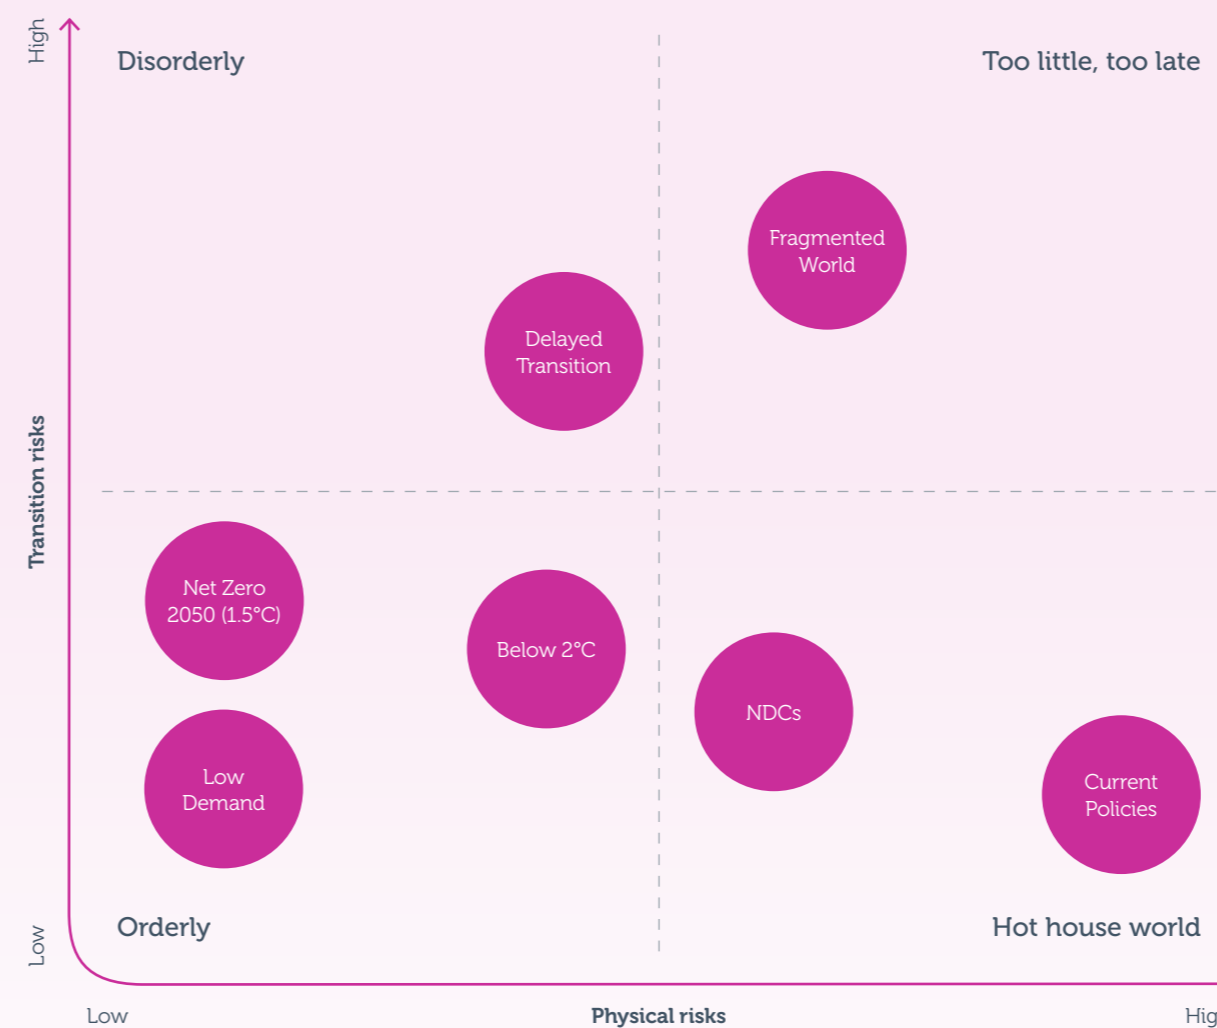 High
Disorderly
Too little, too late
Fragmented
World
Delayed
Transition
Transition risks
Net Zero
2050 (1.5°C)
Below 2°C
NDCs
Low
Demand
Current
Policies
Orderly
Hot house world
Low
Low
Physical risks
Hig